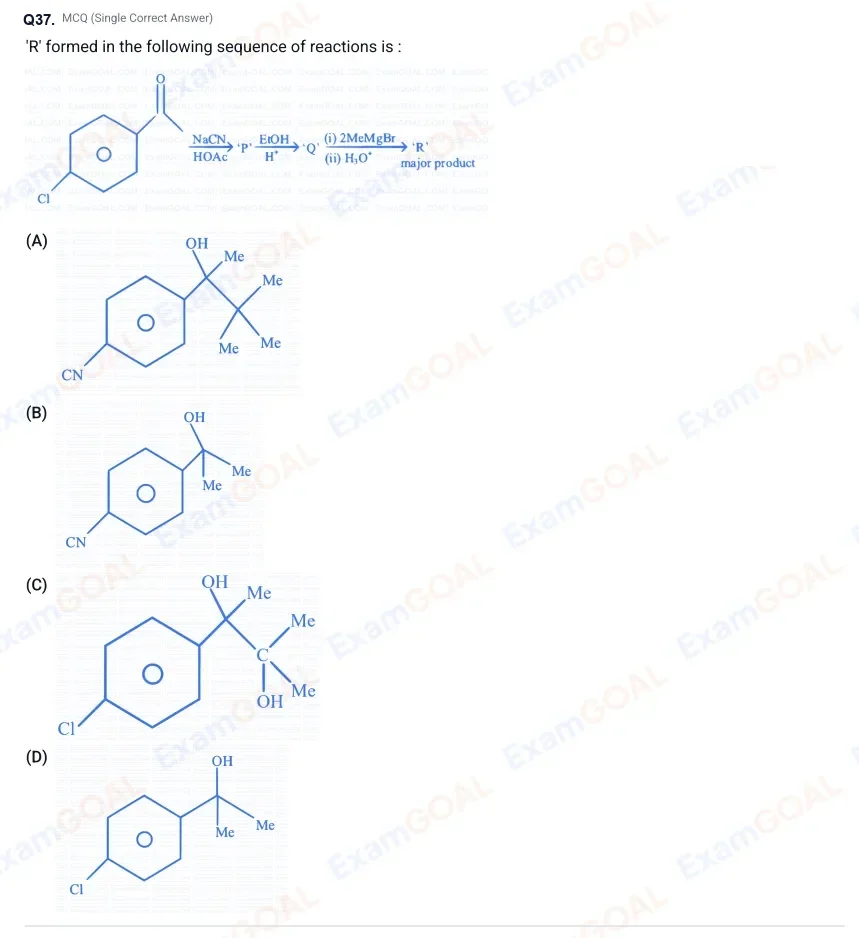 Q37. MCQ (Single Correct Answer)
'R' formed in the following sequence of reactions is :
O
NaCN 'P' EtOH 'Q' (i) 2MeMgBr 'R'
HOAc H⁺ (ii) H₃O⁺ major product
Cl
(A)
OH
Me
Me
Me Me
CN
(B)
OH
Me
Me
CN
(C)
OH
Me
Me
C
Me
OH
Cl
(D)
OH
Me
Me
Cl
ExamGOAL